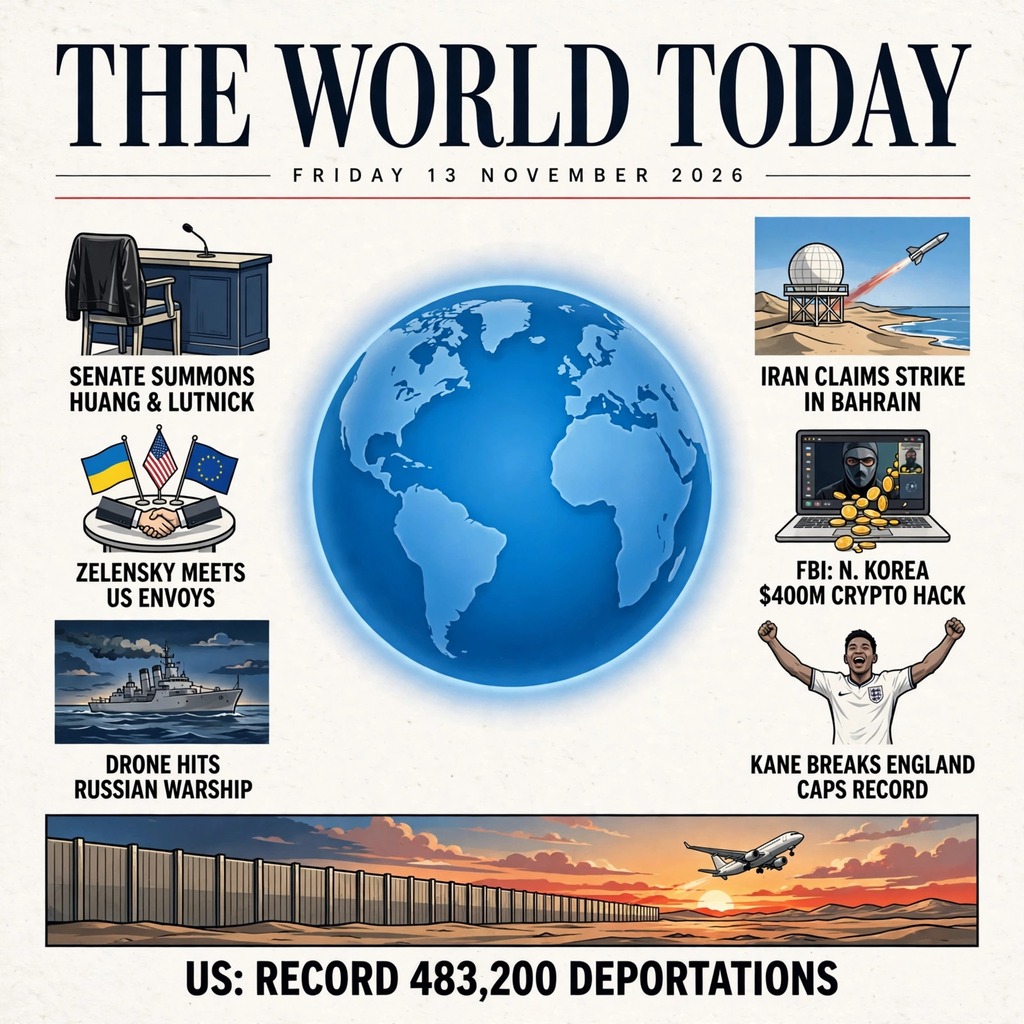 THE WORLD TODAY
FRIDAY 13 NOVEMBER 2026
SENATE SUMMONS
HUANG & LUTNICK
ZELENSKY MEETS
US ENVOYS
DRONE HITS
RUSSIAN WARSHIP
IRAN CLAIMS STRIKE
IN BAHRAIN
FBI: N. KOREA
$400M CRYPTO HACK
KANE BREAKS ENGLAND
CAPS RECORD
US: RECORD 483,200 DEPORTATIONS